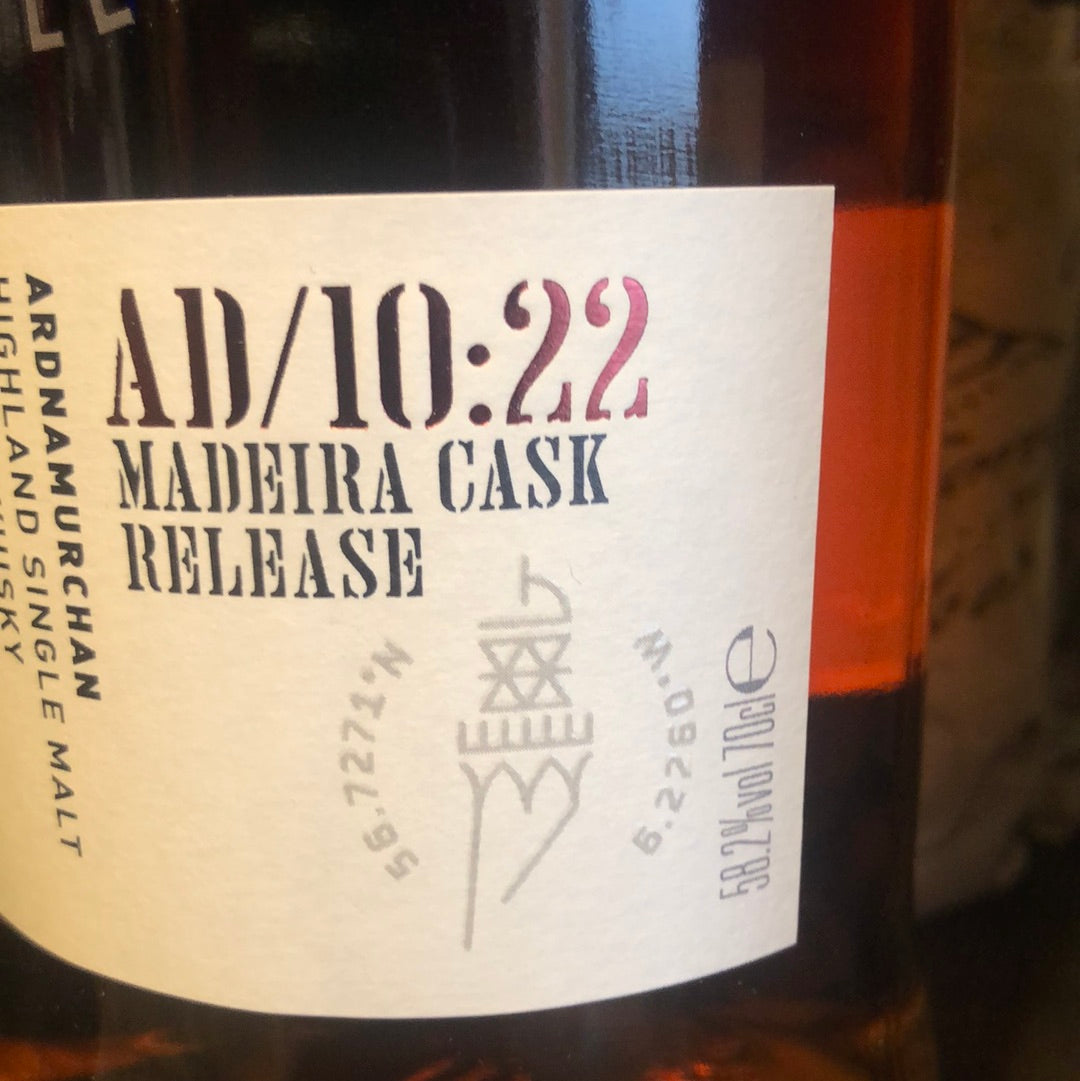 AD/10:22
MADEIRA CASK
RELEASE
ARDNAMURCHAN
HIGHLAND SINGLE MALT
56.7271°N
6.2260°W
58.2%vol 70cl e